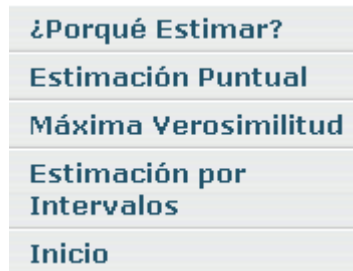 ¿Porqué Estimar?
Estimación Puntual
Máxima Verosimilitud
Estimación por
Intervalos
Inicio